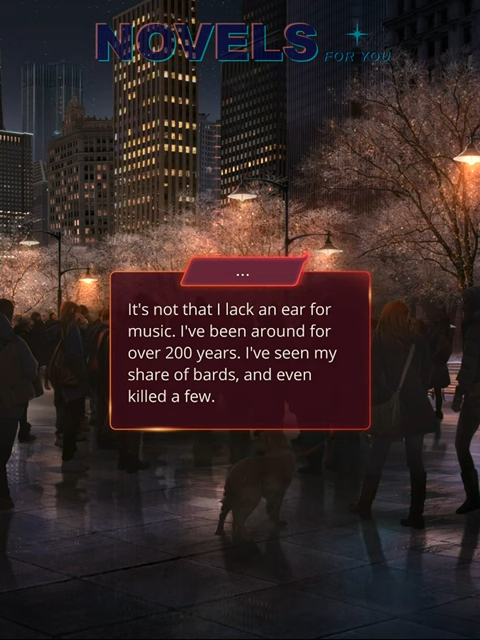 NOVELS
FOR YOU
...
It's not that I lack an ear for
music. I've been around for
over 200 years. I've seen my
share of bards, and even
killed a few.